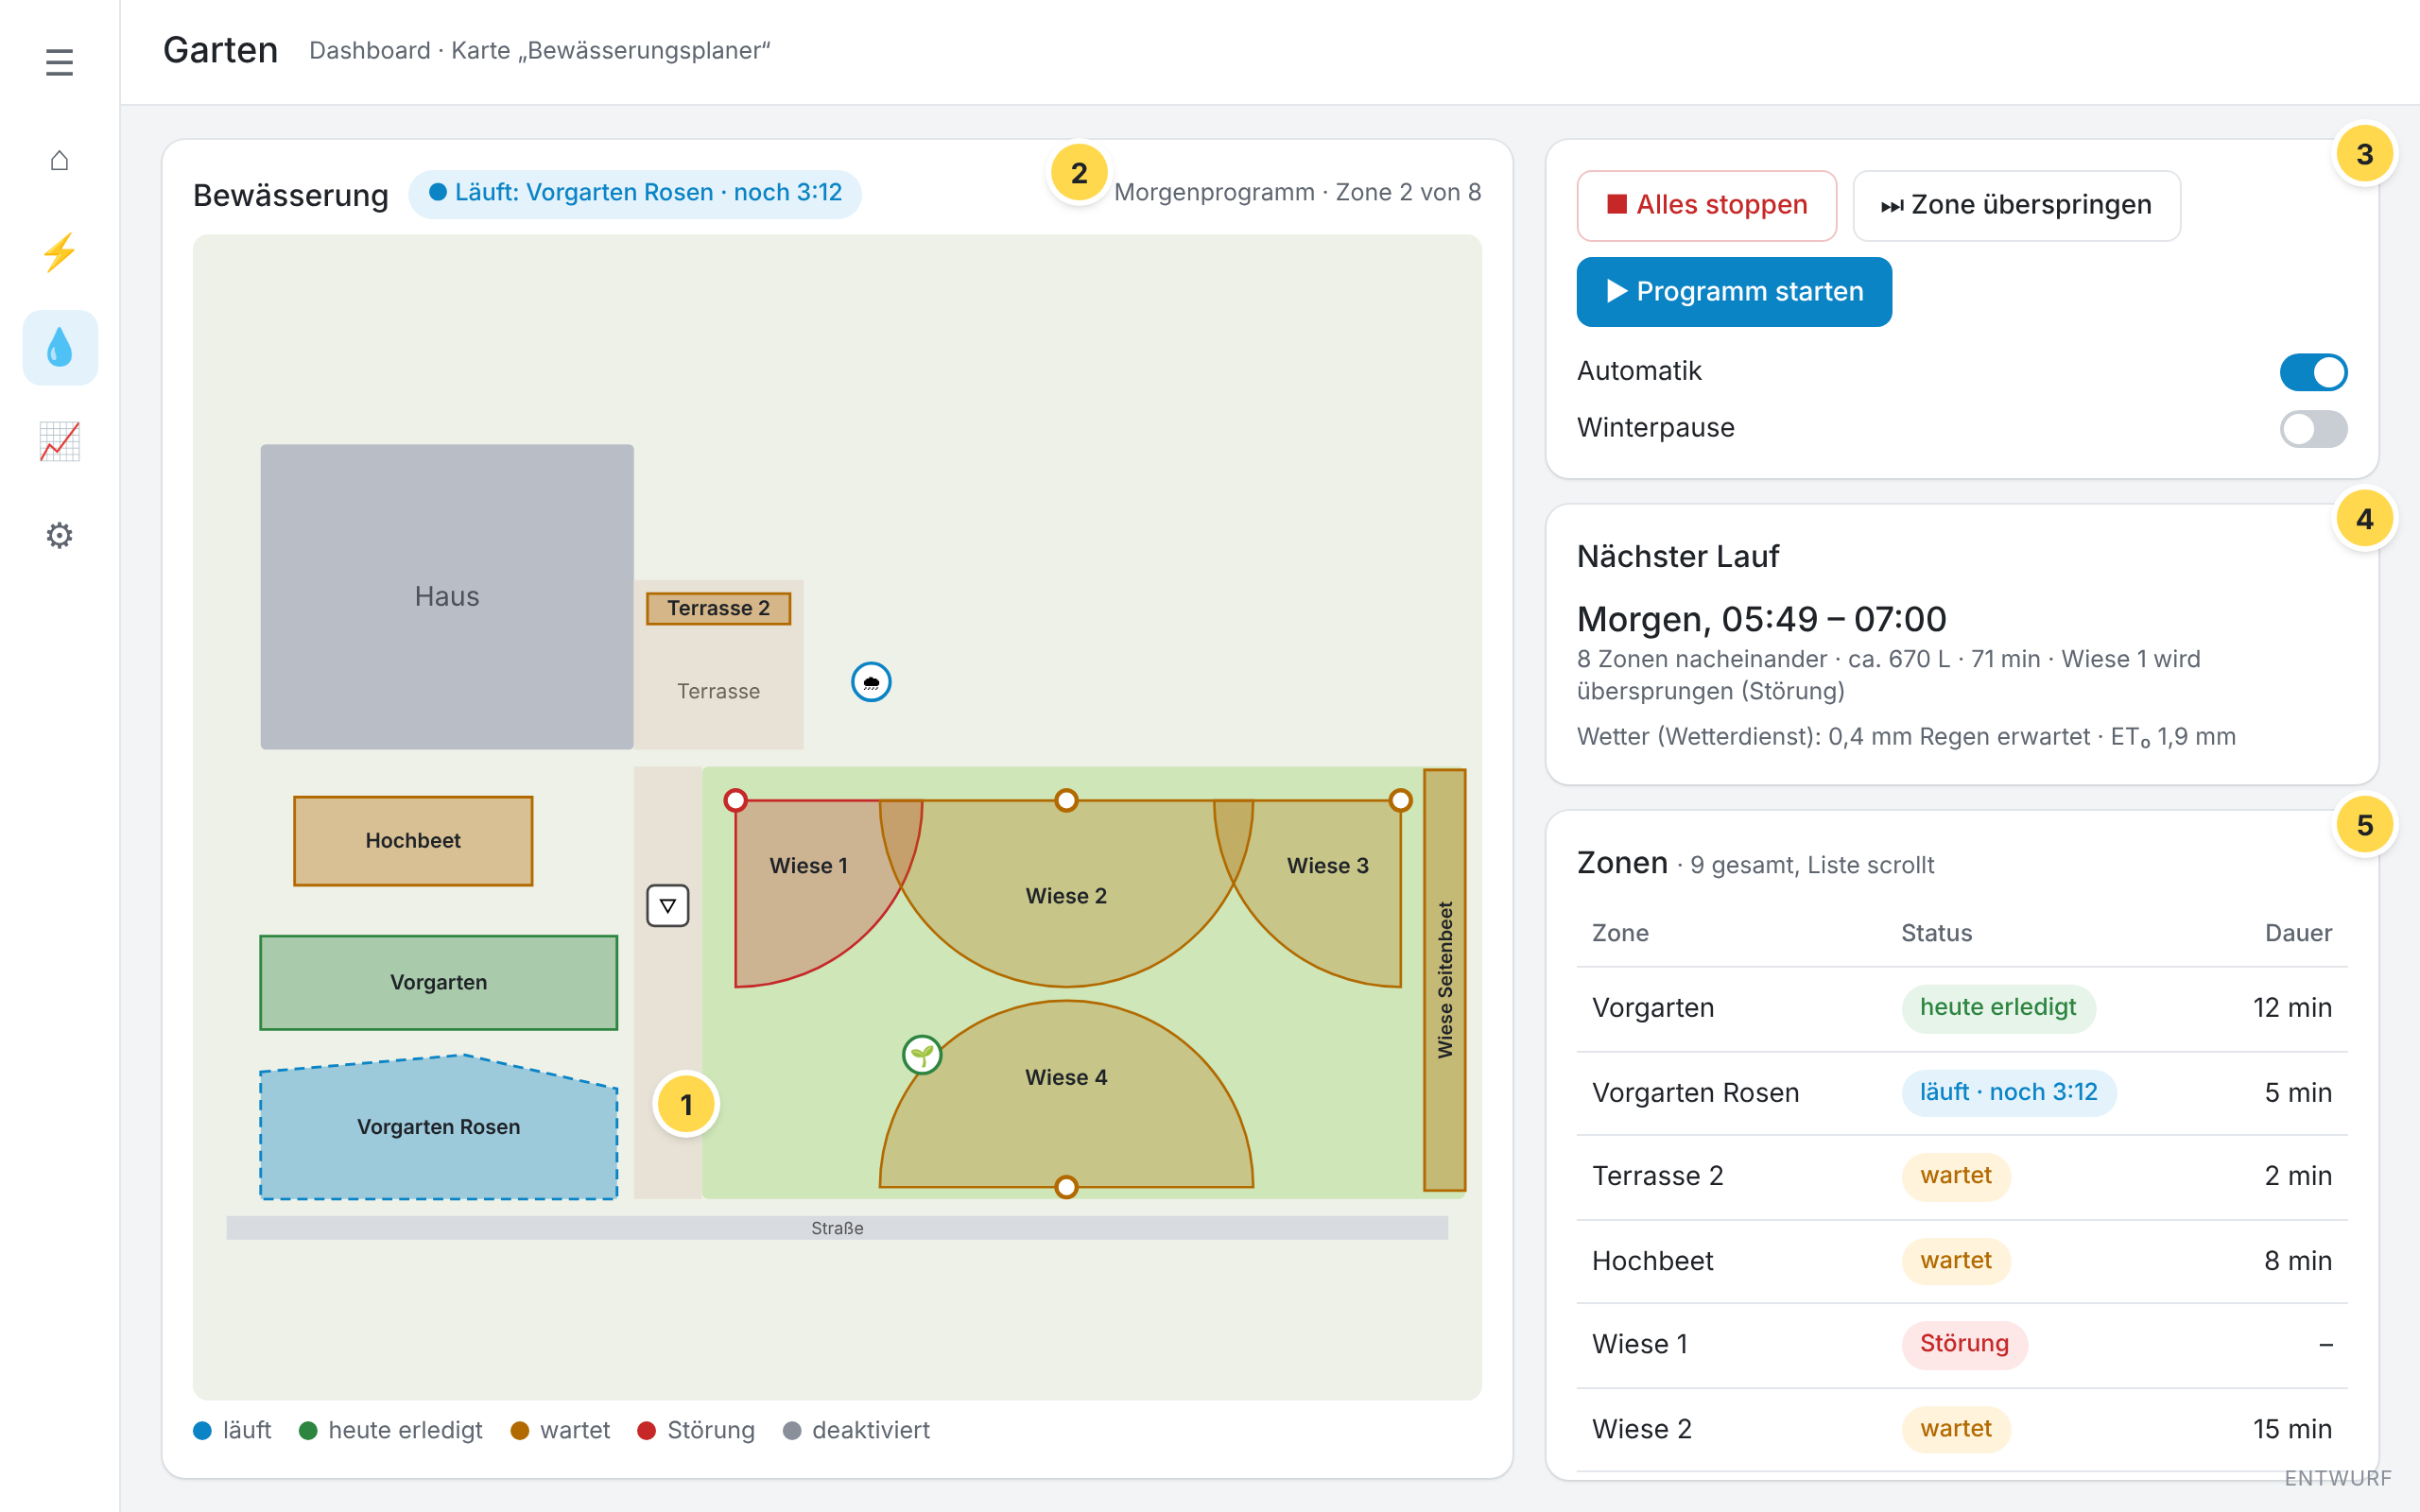 Garten Dashboard · Karte „Bewässerungsplaner“
Bewässerung Läuft: Vorgarten Rosen · noch 3:12 2 Morgenprogramm · Zone 2 von 8
Haus
Terrasse 2
Terrasse
Hochbeet
Wiese 1
Wiese 2
Wiese 3
Wiese Seitenbeet
Vorgarten
Wiese 4
Vorgarten Rosen
1
Straße
läuft heute erledigt wartet Störung deaktiviert
3
Alles stoppen Zone überspringen
Programm starten
Automatik
Winterpause
4
Nächster Lauf
Morgen, 05:49 – 07:00
8 Zonen nacheinander · ca. 670 L · 71 min · Wiese 1 wird
übersprungen (Störung)
Wetter (Wetterdienst): 0,4 mm Regen erwartet · ET₀ 1,9 mm
5
Zonen · 9 gesamt, Liste scrollt
Zone Status Dauer
Vorgarten heute erledigt 12 min
Vorgarten Rosen läuft · noch 3:12 5 min
Terrasse 2 wartet 2 min
Hochbeet wartet 8 min
Wiese 1 Störung –
Wiese 2 wartet 15 min
ENTWURF